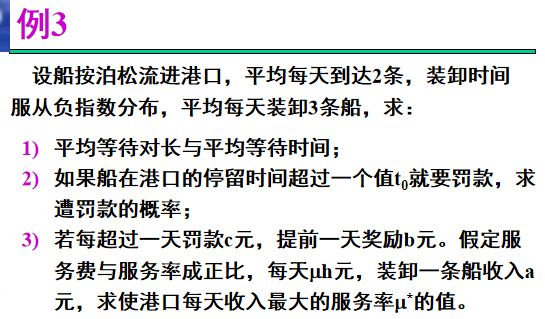 例3
设船按泊松流进港口，平均每天到达2条，装卸时间
服从负指数分布，平均每天装卸3条船，求：
1) 平均等待对长与平均等待时间；
2) 如果船在港口的停留时间超过一个值t₀就要罚款，求
遭罚款的概率；
3) 若每超过一天罚款c元，提前一天奖励b元。假定服
务费与服务率成正比，每天μh元，装卸一条船收入a
元，求使港口每天收入最大的服务率μ*的值。